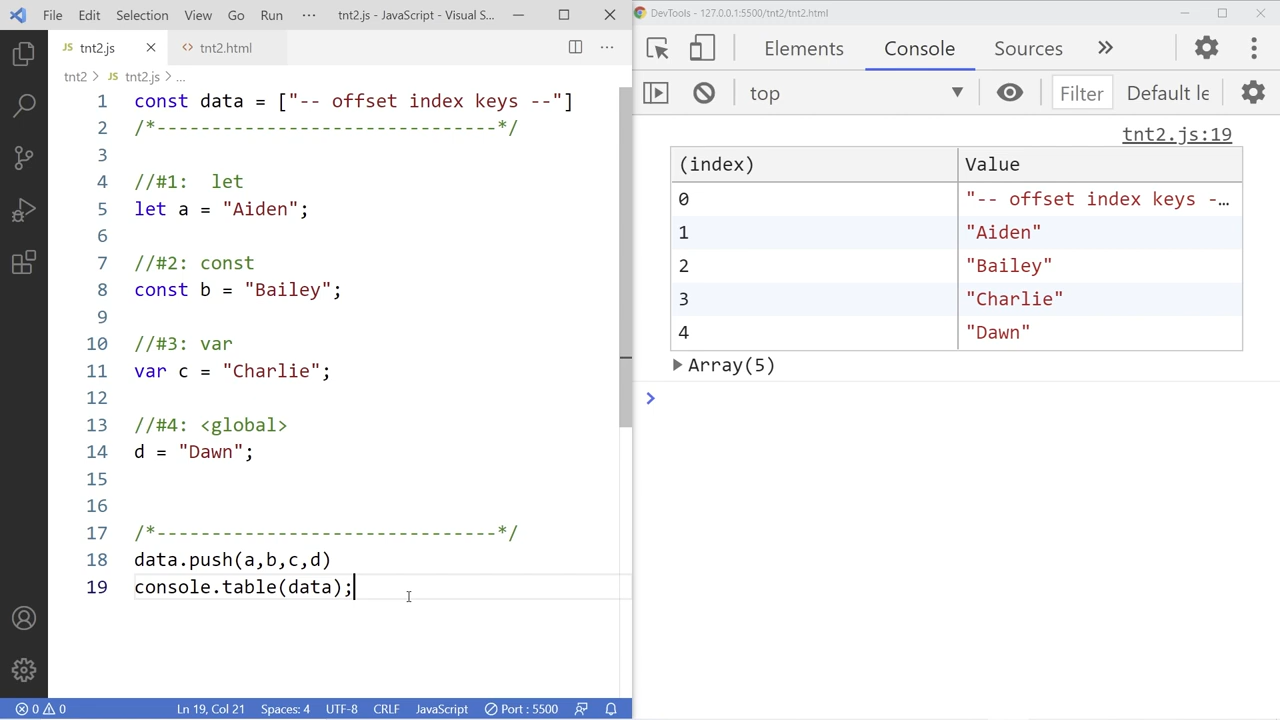 File Edit Selection View Go Run ··· tnt2.js - JavaScript - Visual S...
JS tnt2.js <> tnt2.html
tnt2 > JS tnt2.js > ...
1 const data = ["-- offset index keys --"]
2 /*-------------------------------*/
3
4 //#1:  let
5 let a = "Aiden";
6
7 //#2: const
8 const b = "Bailey";
9
10 //#3: var
11 var c = "Charlie";
12
13 //#4: <global>
14 d = "Dawn";
15
16
17 /*-------------------------------*/
18 data.push(a,b,c,d)
19 console.table(data);
0 0 Ln 19, Col 21 Spaces: 4 UTF-8 CRLF JavaScript Port : 5500
DevTools - 127.0.0.1:5500/tnt2/tnt2.html
Elements Console Sources »
top Filter Default le
tnt2.js:19
(index) Value
0 "-- offset index keys -…
1 "Aiden"
2 "Bailey"
3 "Charlie"
4 "Dawn"
Array(5)